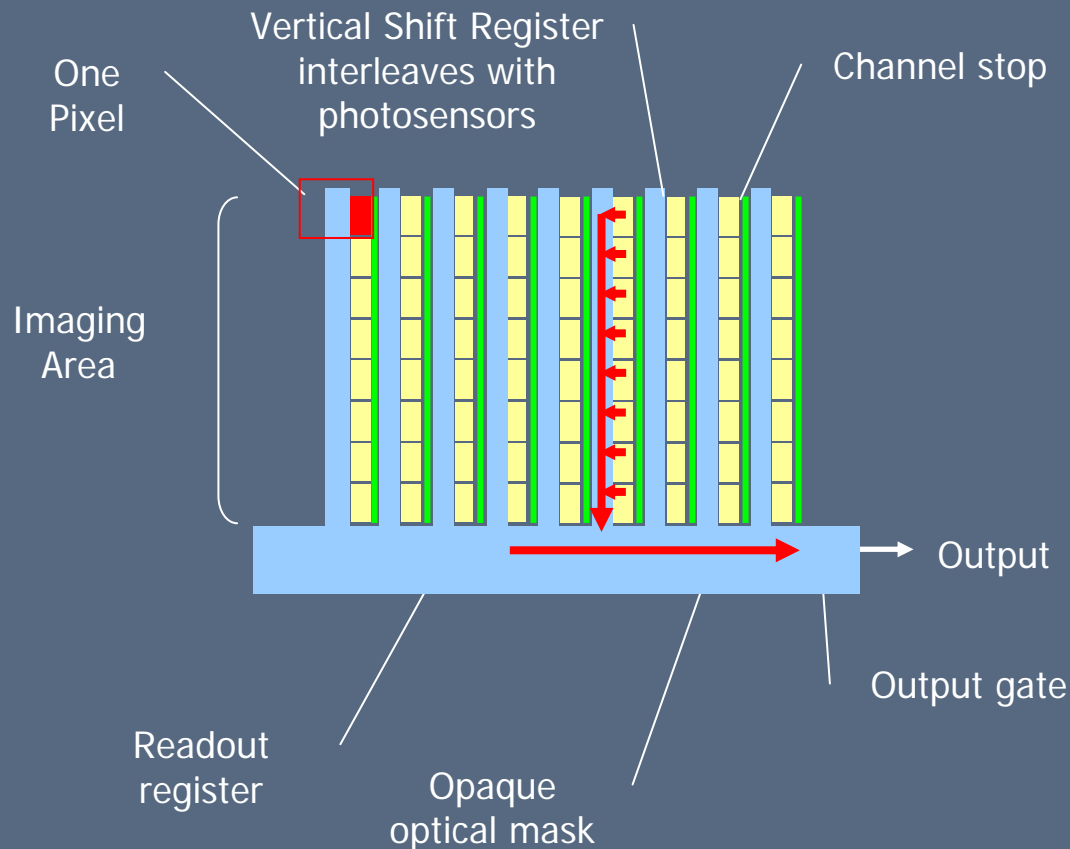 One
Pixel
Vertical Shift Register
interleaves with
photosensors
Channel stop
Imaging
Area
Output
Output gate
Readout
register
Opaque
optical mask